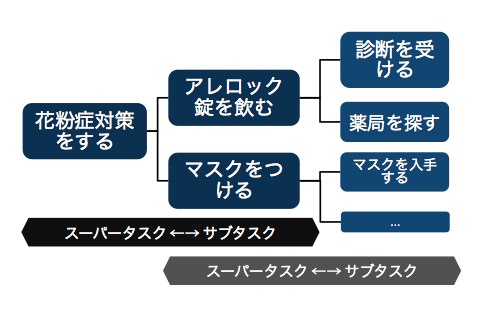 花粉症対策
をする
アレロック
錠を飲む
マスクをつ
ける
診断を受
ける
薬局を探す
マスクを入手
する
...
スーパータスク ←→ サブタスク
スーパータスク ←→ サブタスク